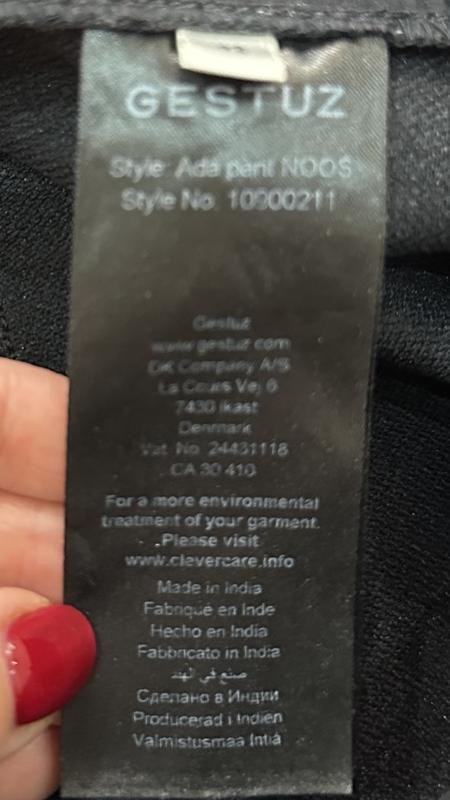 GESTUZ
Style: Ada pant NOOS
Style No. 10900211
Gestuz
www.gestuz.com
DK Company A/S
La Cours Vej 6
7430 Ikast
Denmark
Vat. No. 24431118
CA 30 410
For a more environmental
treatment of your garment.
.Please visit
www.clevercare.info
Made in India
Fabriqué en Inde
Hecho en India
Fabbricato in India
صنع في الهند
Сделано в Индии
Producerad i Indien
Valmistusmaa Intiä